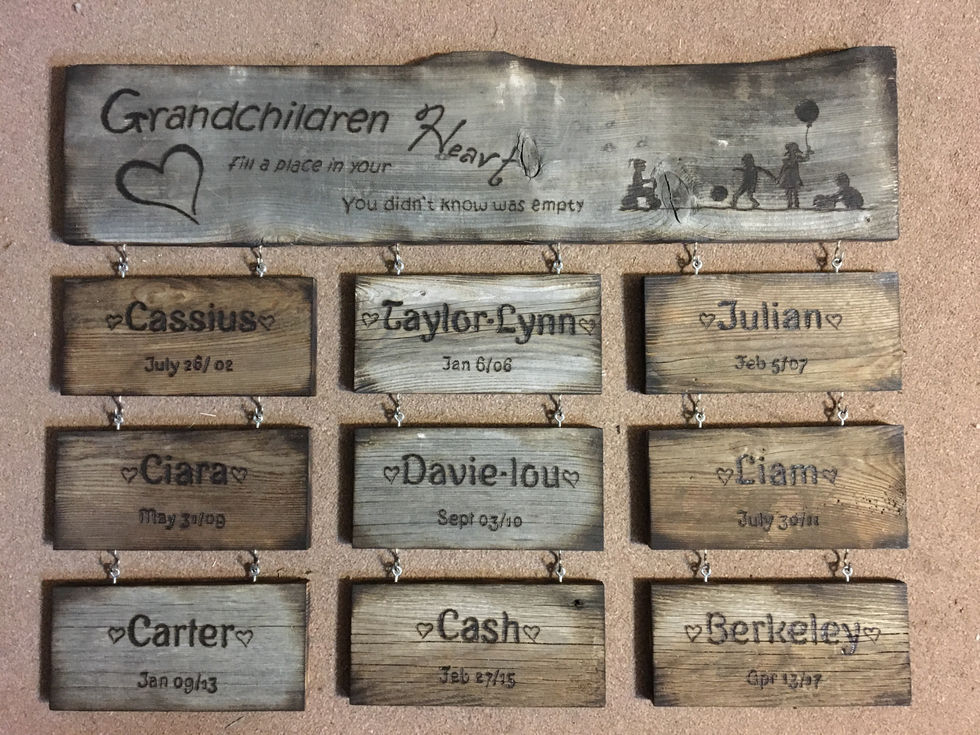 Grandchildren
fill a place in your Heart
You didn't know was empty
Cassius
July 26/02
Taylor-Lynn
Jan 6/06
Julian
Feb 5/07
Ciara
May 31/09
Davie-lou
Sept 03/10
Liam
July 30/11
Carter
Jan 09/13
Cash
Feb 27/15
Berkeley
Apr 13/17